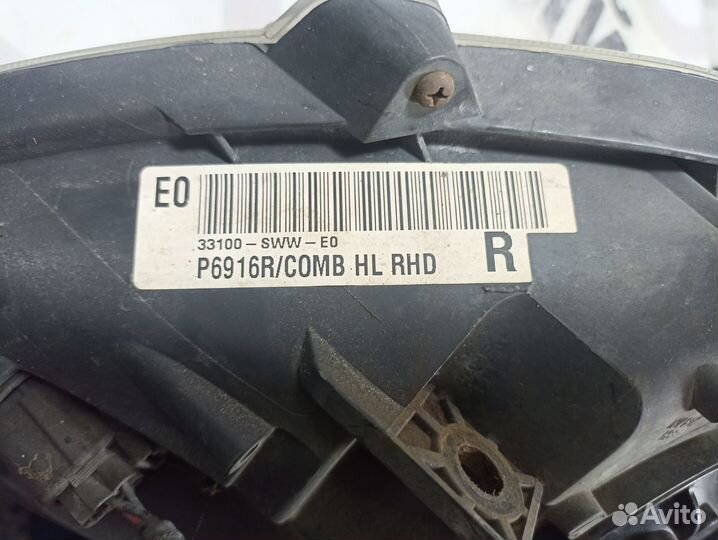 E0
33100-SWW-E0
P6916R/COMB HL RHD
R
Avito